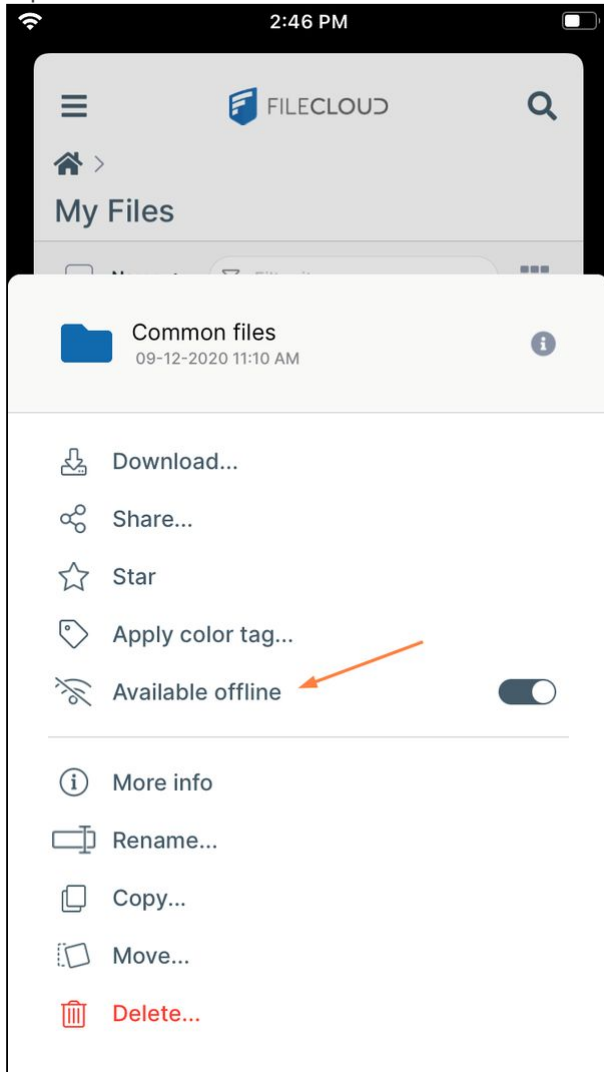 2:46 PM
FILECLOUD
My Files
Common files
09-12-2020 11:10 AM
Download...
Share...
Star
Apply color tag...
Available offline
More info
Rename...
Copy...
Move...
Delete...